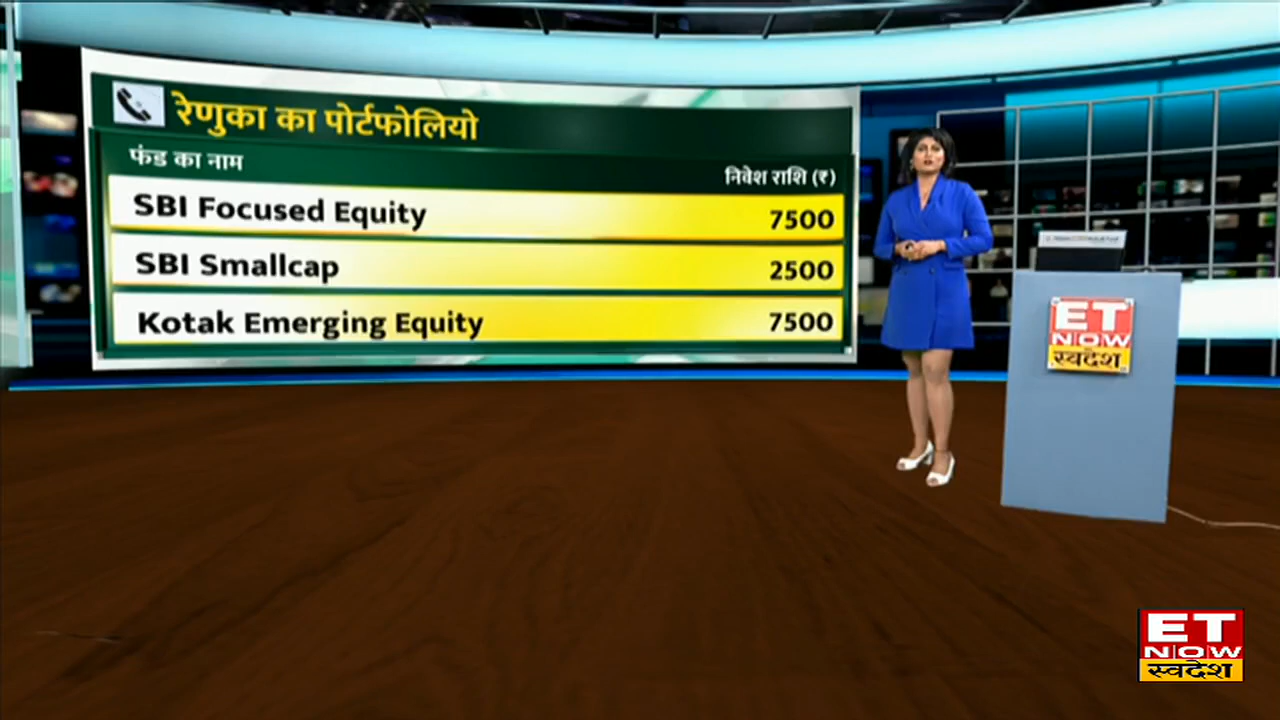 रेणुका का पोर्टफोलियो
फंड का नाम निवेश राशि (₹)
SBI Focused Equity 7500
SBI Smallcap 2500
Kotak Emerging Equity 7500
ET
NOW
स्वदेश
ET
NOW
स्वदेश